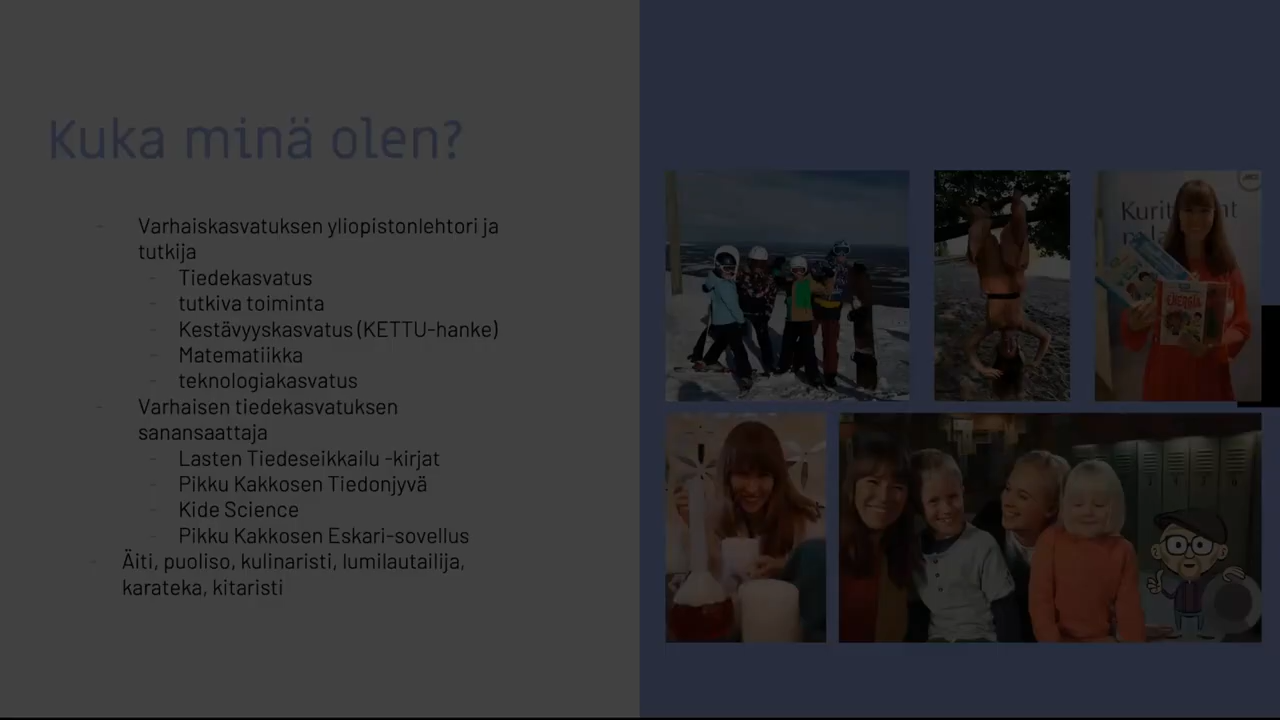 Kuka minä olen?
- Varhaiskasvatuksen yliopistonlehtori ja
tutkija
- Tiedekasvatus
- tutkiva toiminta
- Kestävyyskasvatus (KETTU-hanke)
- Matematiikka
- teknologiakasvatus
- Varhaisen tiedekasvatuksen
sanansaattaja
- Lasten Tiedeseikkailu -kirjat
- Pikku Kakkosen Tiedonjyvä
- Kide Science
- Pikku Kakkosen Eskari-sovellus
- Äiti, puoliso, kulinaristi, lumilautailija,
karateka, kitaristi
ENERGIA